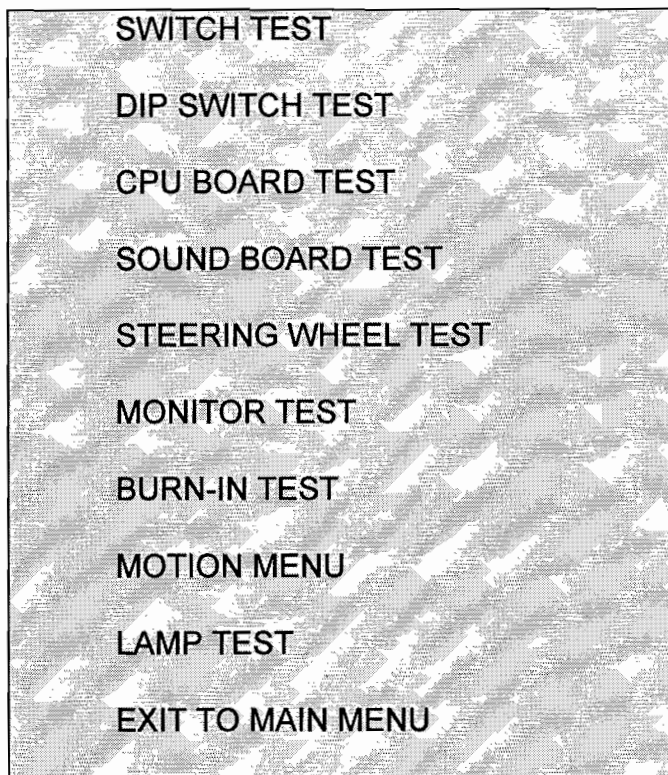 SWITCH TEST
DIP SWITCH TEST
CPU BOARD TEST
SOUND BOARD TEST
STEERING WHEEL TEST
MONITOR TEST
BURN-IN TEST
MOTION MENU
LAMP TEST
EXIT TO MAIN MENU